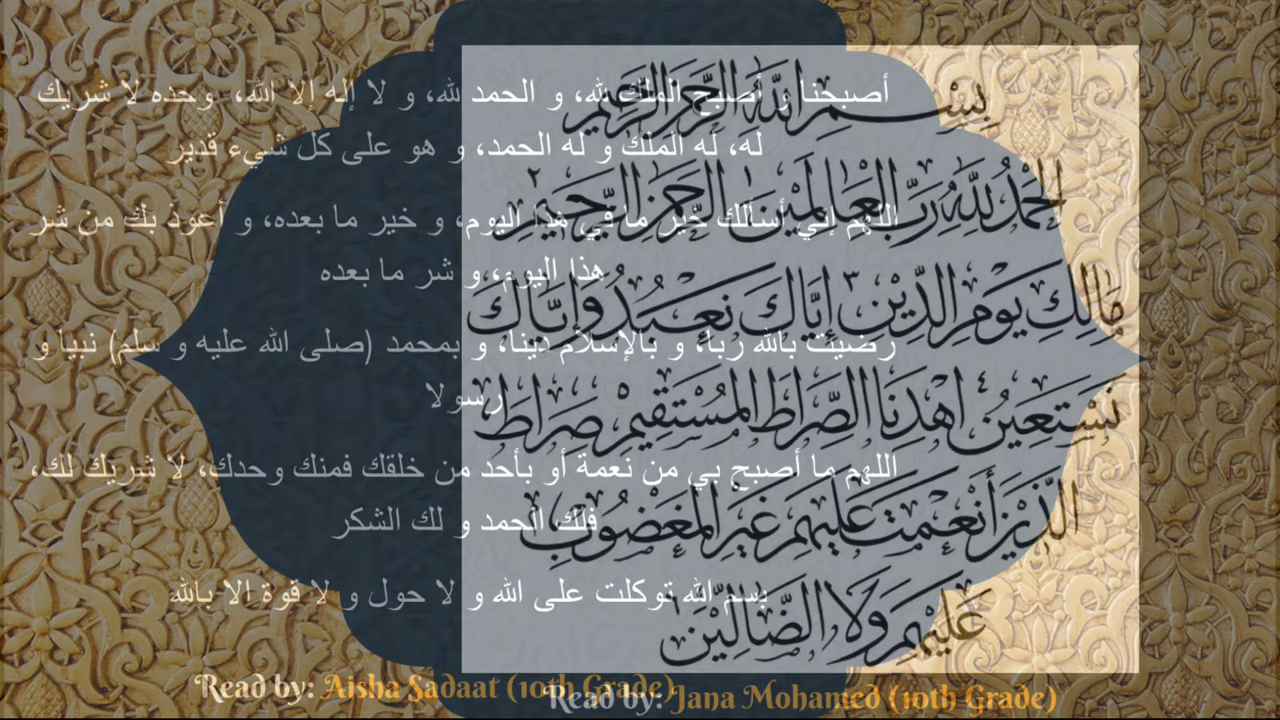 أصبحنا و أصبح الملك لله، و الحمد لله، و لا إله إلا الله، وحده لا شريك
له، له الملك و له الحمد، و هو على كل شيء قدير
اللهم إني أسألك خير ما في هذا اليوم، و خير ما بعده، و أعوذ بك من شر
هذا اليوم، و شر ما بعده
رضيت بالله ربا، و بالإسلام دينا، و بمحمد (صلى الله عليه و سلم) نبيا و
رسولا
اللهم ما أصبح بي من نعمة أو بأحد من خلقك فمنك وحدك، لا شريك لك،
فلك الحمد و لك الشكر
بسم الله توكلت على الله و لا حول و لا قوة الا بالله
بِسْمِ اللَّهِ الرَّحْمَنِ الرَّحِيمِ
الْحَمْدُ لِلَّهِ رَبِّ الْعَالَمِينَ ١ الرَّحْمَنِ الرَّحِيمِ ٢
مَالِكِ يَوْمِ الدِّينِ ٣ إِيَّاكَ نَعْبُدُ وَإِيَّاكَ
نَسْتَعِينُ ٤ اهْدِنَا الصِّرَاطَ الْمُسْتَقِيمَ صِرَاطَ
الَّذِينَ أَنْعَمْتَ عَلَيْهِمْ غَيْرِ الْمَغْضُوبِ
عَلَيْهِمْ وَلَا الضَّالِّينَ
Read by: Aisha Sadaat (10th Grade)
Read by: Jana Mohamed (10th Grade)